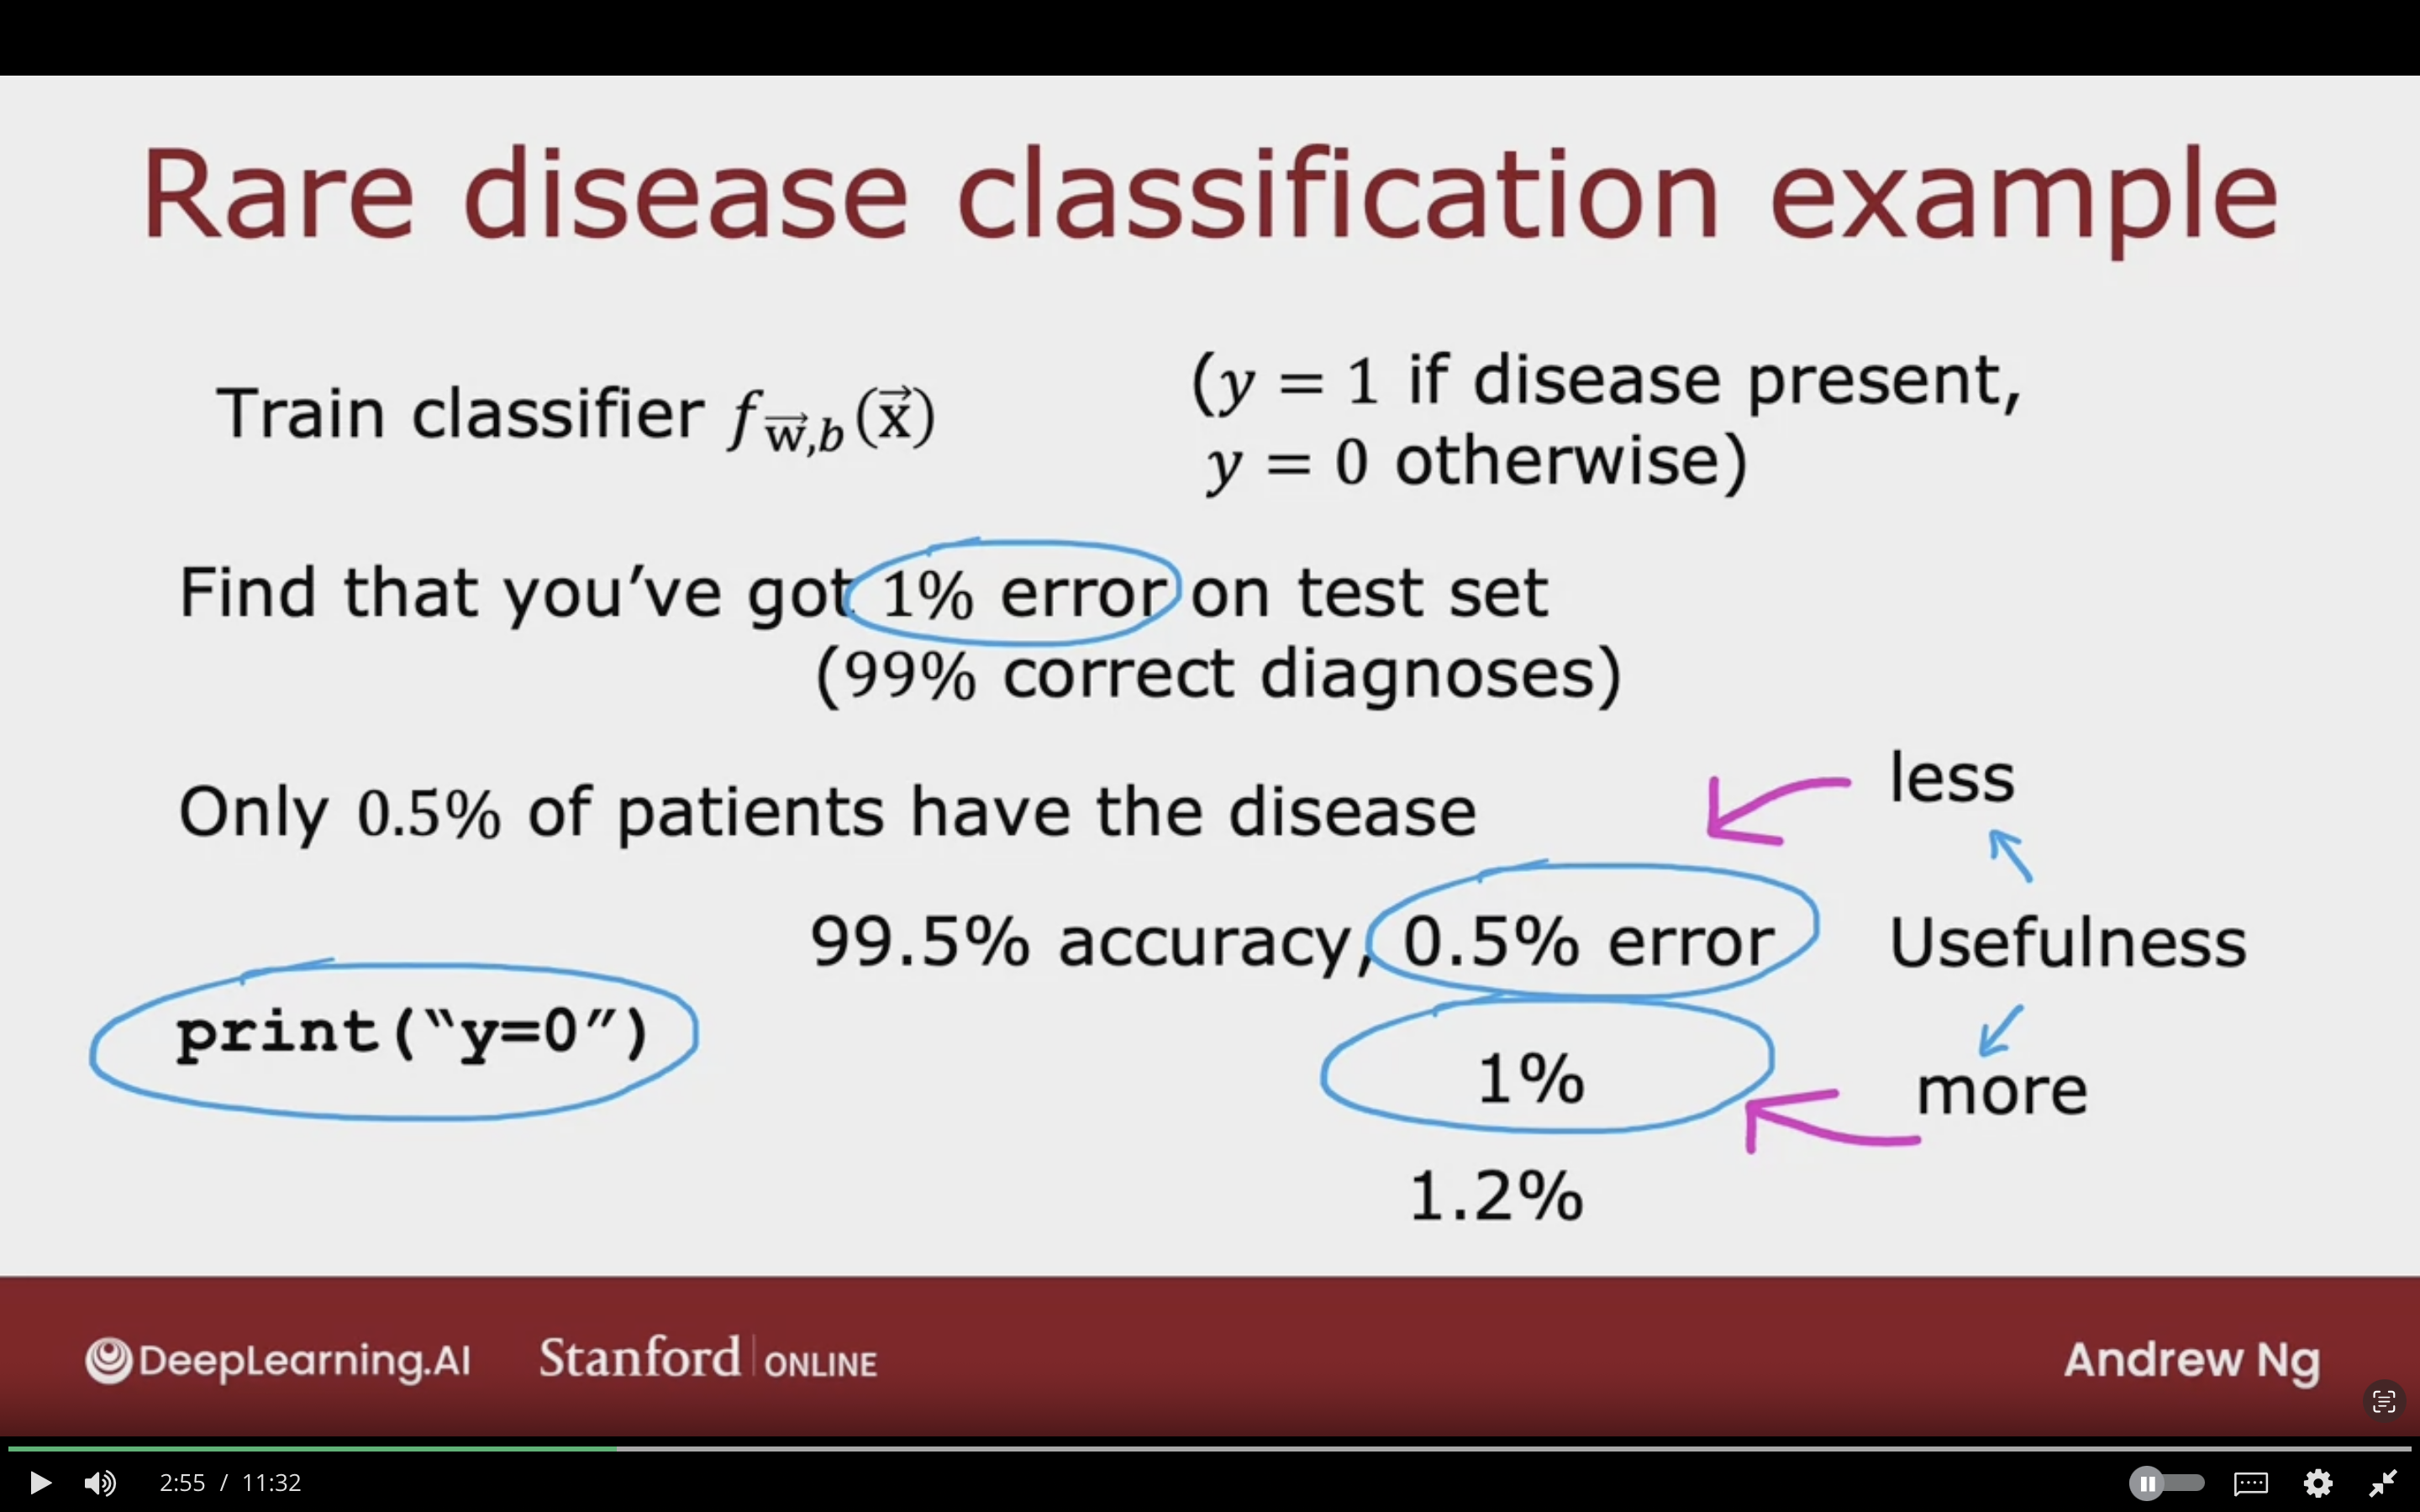 Rare disease classification example
Train classifier f w⃗,b(x⃗)
(y = 1 if disease present,
y = 0 otherwise)
Find that you’ve got 1% error on test set
(99% correct diagnoses)
Only 0.5% of patients have the disease
less
99.5% accuracy, 0.5% error
Usefulness
print(“y=0”)
1%
more
1.2%
DeepLearning.AI
Stanford ONLINE
Andrew Ng
2:55 / 11:32